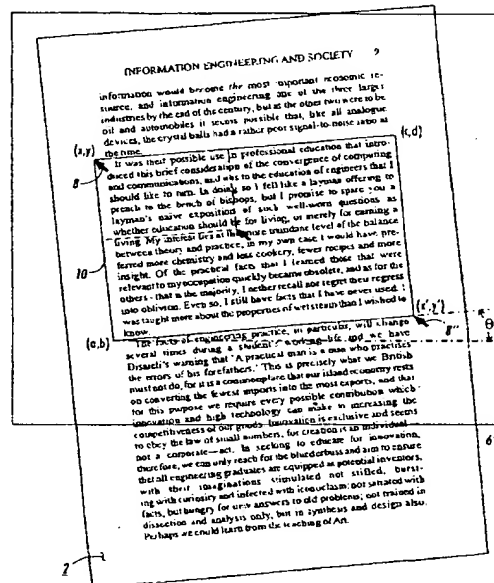 INFORMATION ENGINEERING AND SOCIETY 9
information would become the most important economic re-
source, and information engineering one of the three larger
industries by the end of the century, but as the other two were to be
oil and automobiles it seems possible that, like all analogue
devices, the crystal balls had a rather poor signal-to-noise ratio at
the time.
(x,y)
(c,d)
8
It was their possible use in professional education that intro-
duced this brief consideration of the convergence of computing
and communications, and now to the education of engineers that I
should like to turn. In doing so I fell like a layman offering to
preach to the bench of bishops, but I promise to spare you a
layman's naive exposition of such well-worn questions as
whether education should be for living, or merely for earning a
living. My interest lies at the more mundane level of the balance
10
between theory and practice, in my own case I would have pre-
ferred more chemistry and less cookery, fewer recipes and more
insight. Of the practical facts that I learned those that were
relevant to my occupation quickly became obsolete, and as for the
others - that is the majority, I neither recall nor regret their regress
into oblivion. Even so, I still have facts that I have never used. I
was taught more about the properties of wet steam than I wished to
know.
(x',y')
8'
θ
(a,b)
The facts of engineering practice, in particular, will change
several times during a student's working life and we have
Disraeli's warning that 'A practical man is a man who practises
the errors of his forefathers.' This is precisely what we British
must not do, for it is a commonplace that our island economy rests
on converting the fewest imports into the most exports, and that
for this purpose we require every possible contribution which
innovation and high technology can make in increasing the
competitiveness of our goods. Innovation is exclusive and seems
to obey the law of small numbers, for creation is an individual -
not a corporate—act. In seeking to educate for innovation,
therefore, we can only reach for the blunderbuss and aim to ensure
6
that all engineering graduates are equipped as potential inventors,
with their imaginations stimulated not stifled, burst-
ing with curiosity and infected with iconoclasm: not satiated with
facts, but hungry for new answers to old problems; not trained in
dissection and analysis only, but in synthesis and design also.
Perhaps we could learn from the teaching of Art.
2